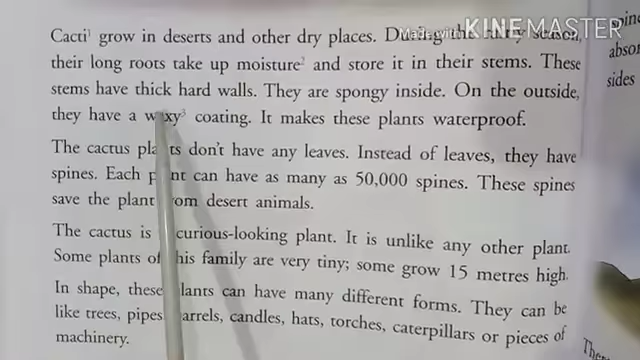 Made with KINEMASTER
Cacti¹ grow in deserts and other dry places. During the rainy season,
their long roots take up moisture² and store it in their stems. These
stems have thick hard walls. They are spongy inside. On the outside,
they have a waxy³ coating. It makes these plants waterproof.
The cactus plants don't have any leaves. Instead of leaves, they have
spines. Each plant can have as many as 50,000 spines. These spines
save the plant from desert animals.
The cactus is curious-looking plant. It is unlike any other plant.
Some plants of this family are very tiny; some grow 15 metres high.
In shape, these plants can have many different forms. They can be
like trees, pipes barrels, candles, hats, torches, caterpillars or pieces of
machinery.
sides